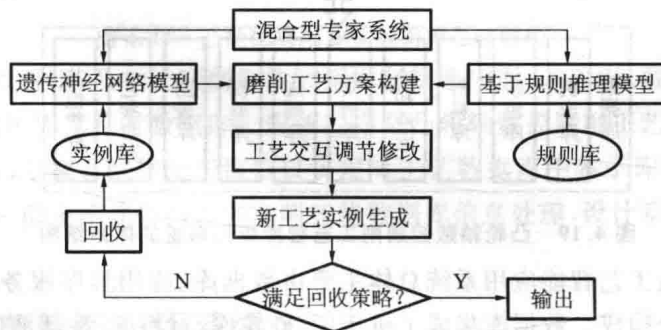 混合型专家系统
遗传神经网络模型
磨削工艺方案构建
基于规则推理模型
实例库
工艺交互调节修改
规则库
新工艺实例生成
回收
N
满足回收策略?
Y
输出